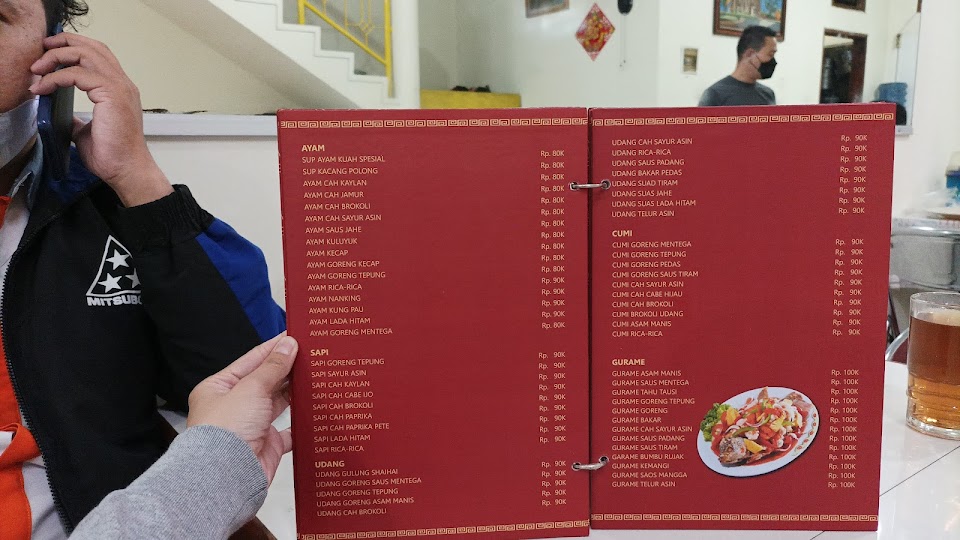 MITSUBO
AYAM
SUP AYAM KUAH SPESIAL Rp. 80K
SUP KACANG POLONG Rp. 80K
AYAM CAH KAYLAN Rp. 80K
AYAM CAH JAMUR Rp. 80K
AYAM CAH BROKOLI Rp. 80K
AYAM CAH SAYUR ASIN Rp. 80K
AYAM SAUS JAHE Rp. 80K
AYAM KULUYUK Rp. 80K
AYAM KECAP Rp. 80K
AYAM GORENG KECAP Rp. 80K
AYAM GORENG TEPUNG Rp. 80K
AYAM RICA-RICA Rp. 80K
AYAM NANKING Rp. 80K
AYAM KUNG PAU Rp. 90K
AYAM LADA HITAM Rp. 80K
AYAM GORENG MENTEGA
SAPI
SAPI GORENG TEPUNG Rp. 90K
SAPI SAYUR ASIN Rp. 90K
SAPI CAH KAYLAN Rp. 90K
SAPI CAH CABE IJO Rp. 90K
SAPI CAH BROKOLI Rp. 90K
SAPI CAH PAPRIKA Rp. 90K
SAPI CAH PAPRIKA PETE Rp. 90K
SAPI LADA HITAM Rp. 90K
SAPI RICA-RICA
UDANG
UDANG GULUNG SHAIHAI Rp. 90K
UDANG GORENG SAUS MENTEGA Rp. 90K
UDANG GORENG TEPUNG Rp. 90K
UDANG GORENG ASAM MANIS Rp. 90K
UDANG CAH BROKOLI
UDANG CAH SAYUR ASIN Rp. 90K
UDANG RICA-RICA Rp. 90K
UDANG SAUS PADANG Rp. 90K
UDANG BAKAR PEDAS Rp. 90K
UDANG SUAD TIRAM Rp. 90K
UDANG SUAS JAHE Rp. 90K
UDANG SUAS LADA HITAM Rp. 90K
UDANG TELUR ASIN Rp. 90K
CUMI
CUMI GORENG MENTEGA Rp. 90K
CUMI GORENG TEPUNG Rp. 90K
CUMI GORENG PEDAS Rp. 90K
CUMI GORENG SAUS TIRAM Rp. 90K
CUMI CAH SAYUR ASIN Rp. 90K
CUMI CAH CABE HIJAU Rp. 90K
CUMI CAH BROKOLI Rp. 90K
CUMI BROKOLI UDANG Rp. 90K
CUMI ASAM MANIS Rp. 90K
CUMI RICA-RICA Rp. 90K
GURAME
GURAME ASAM MANIS Rp. 100K
GURAME SAUS MENTEGA Rp. 100K
GURAME TAHU TAUSI Rp. 100K
GURAME GORENG TEPUNG Rp. 100K
GURAME GORENG Rp. 100K
GURAME BAKAR Rp. 100K
GURAME CAH SAYUR ASIN Rp. 100K
GURAME SAUS PADANG Rp. 100K
GURAME SAUS TIRAM Rp. 100K
GURAME BUMBU RUJAK Rp. 100K
GURAME KEMANGI Rp. 100K
GURAME SAOS MANGGA Rp. 100K
GURAME TELUR ASIN Rp. 100K